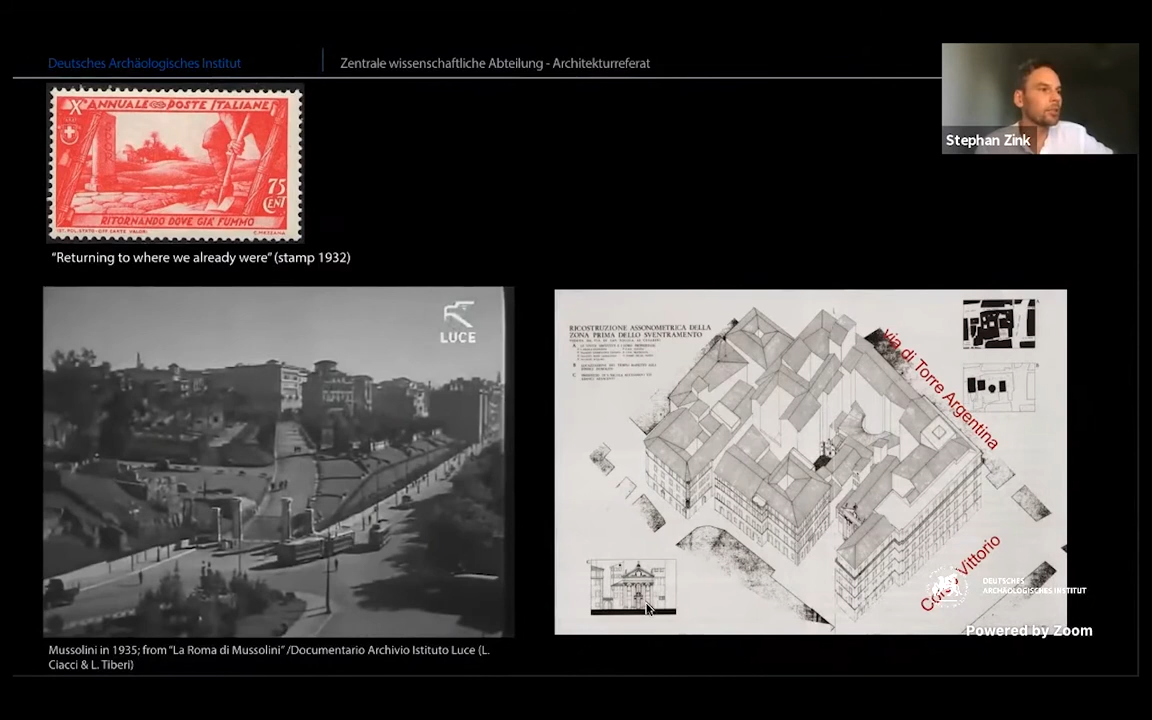 Deutsches Archäologisches Institut
Zentrale wissenschaftliche Abteilung - Architekturreferat
Stephan Zink
X ANNUALE POSTE ITALIANE
75
CENT
RITORNANDO DOVE GIÀ FUMMO
"Returning to where we already were" (stamp 1932)
LUCE
RICOSTRUZIONE ASSONOMETRICA DELLA
ZONA PRIMA DELLO SVENTRAMENTO
via di Torre Argentina
Corso Vittorio
DEUTSCHES
ARCHÄOLOGISCHES INSTITUT
Powered by Zoom
Mussolini in 1935; from "La Roma di Mussolini" /Documentario Archivio Istituto Luce (L.
Ciacci & L. Tiberi)